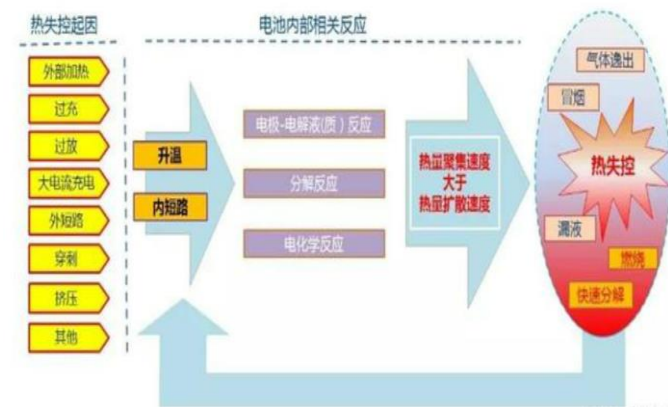 热失控起因
电池内部相关反应
外部加热
过充
过放
大电流充电
外短路
穿刺
挤压
其他
升温
内短路
电极-电解液(质）反应
分解反应
电化学反应
热量聚集速度
大于
热量扩散速度
气体逸出
冒烟
热失控
漏液
燃烧
快速分解